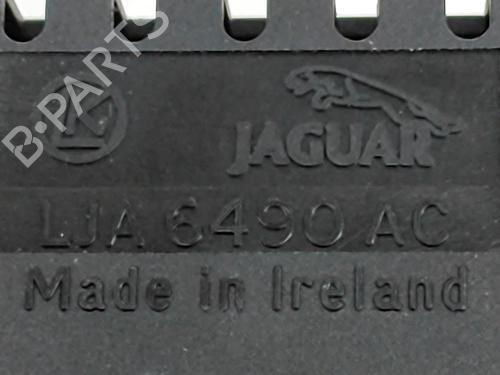 B·PARTS
K
JAGUAR
LJA 6490 AC
Made in Ireland